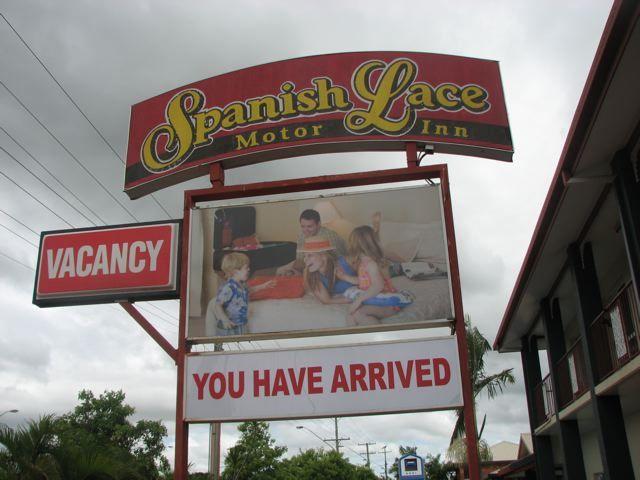 Spanish Lace
Motor Inn
VACANCY
YOU HAVE ARRIVED